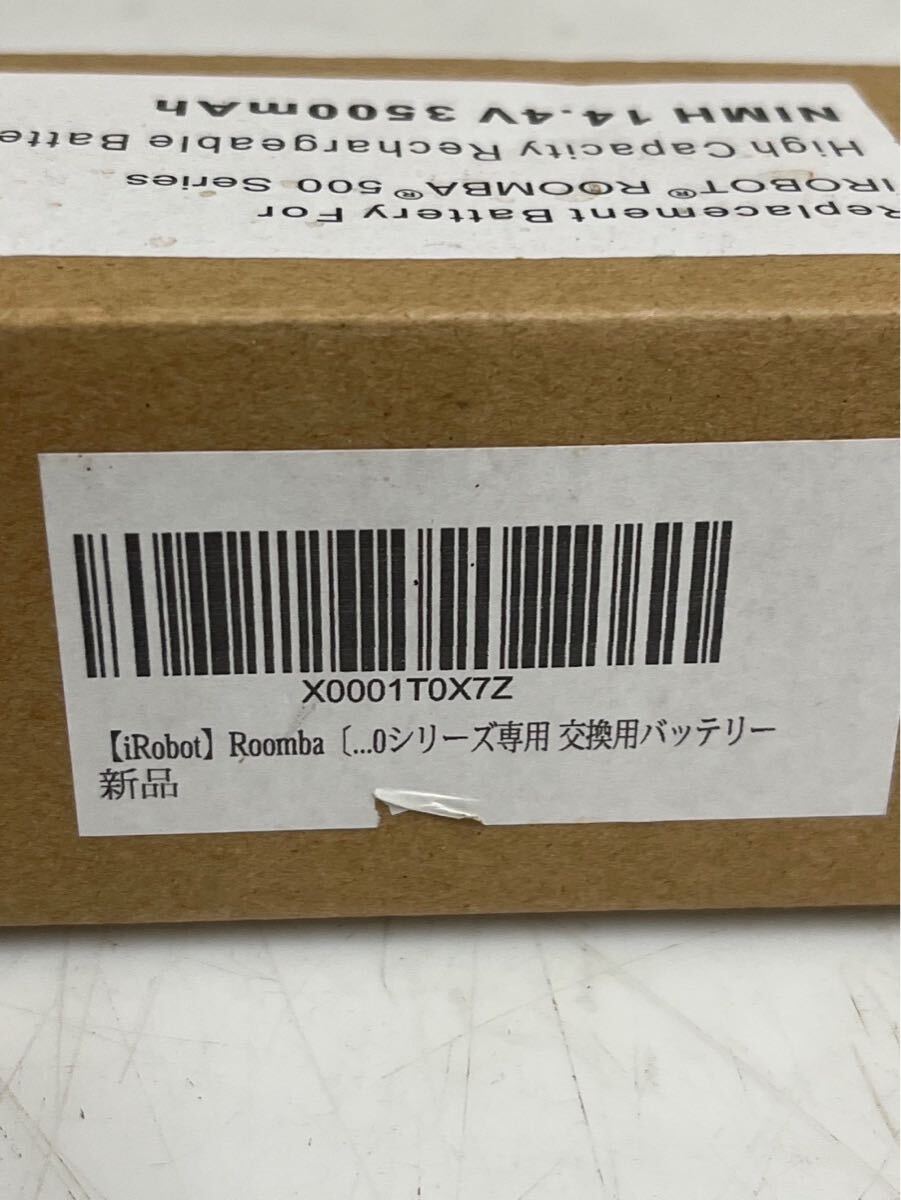 Replacement Battery For
IROBOT® ROOMBA® 500 Series
High Capacity Rechargeable Batte
NIMH 14.4V 3500mAh
X0001T0X7Z
【iRobot】Roomba〔...0シリーズ専用 交換用バッテリー
新品